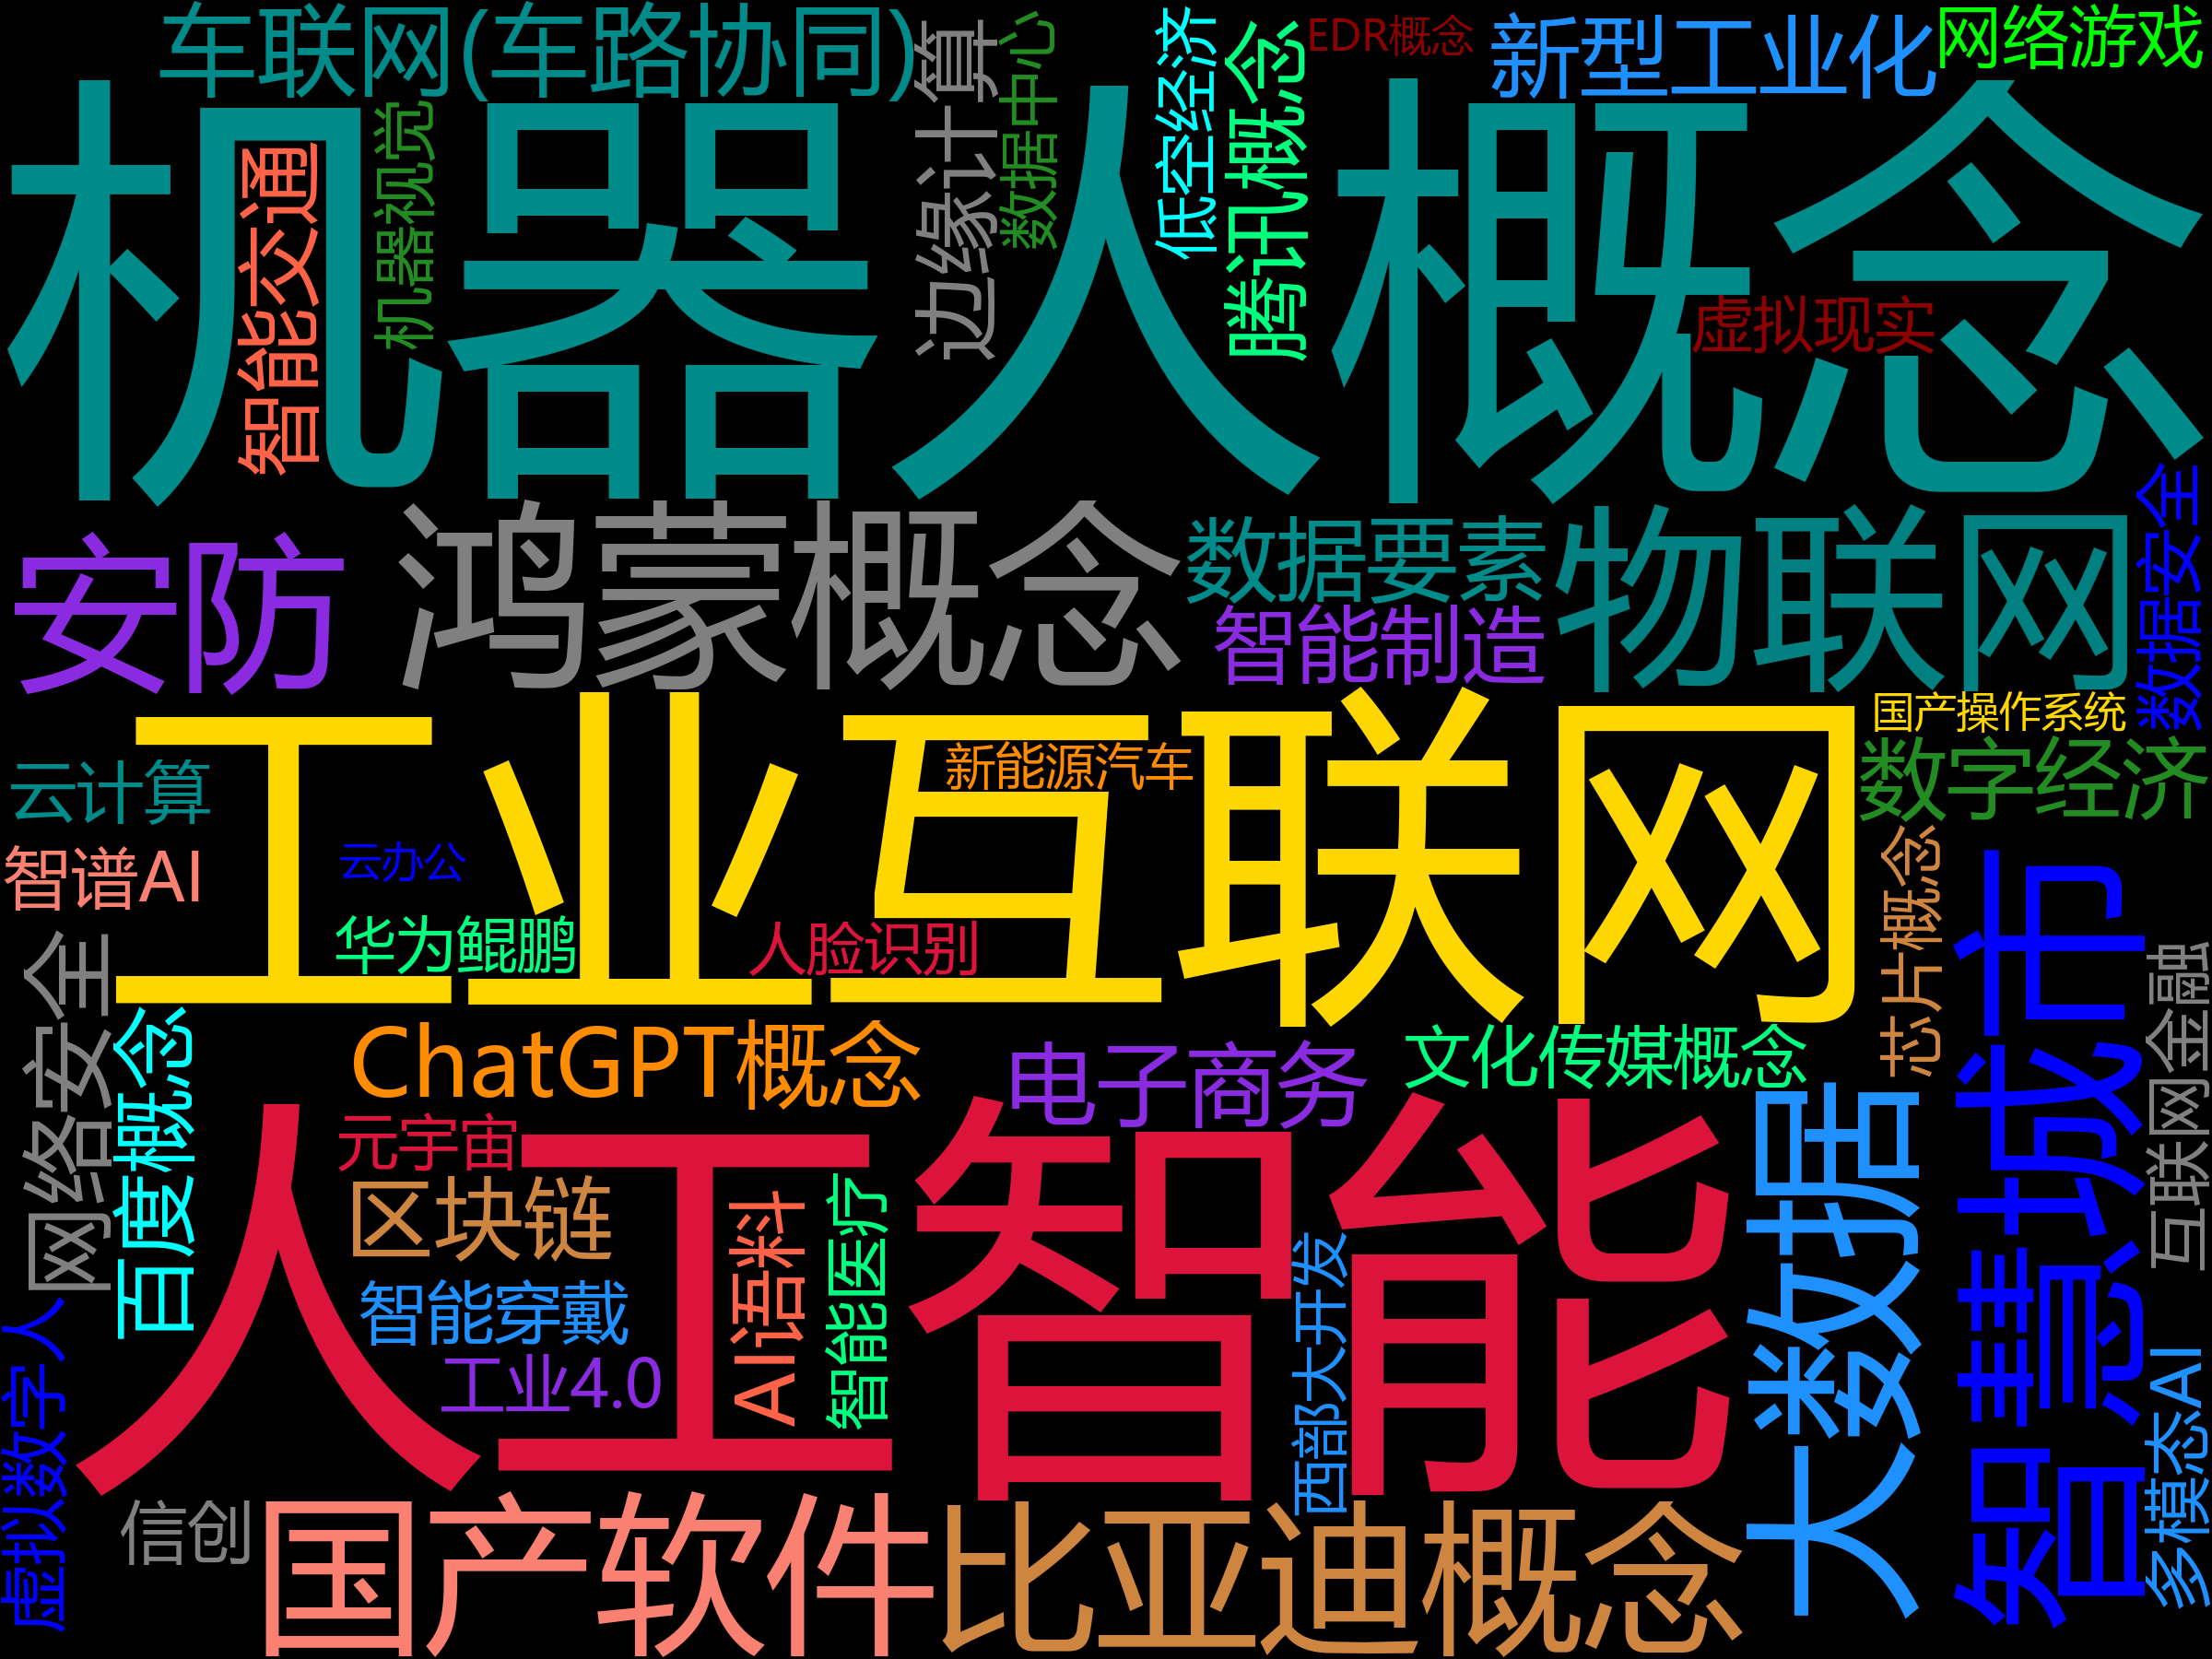 车联网(车路协同)
边缘计算
数据中心
低空经济
腾讯概念
EDR概念
新型工业化
网络游戏
机器人概念
智能交通
机器视觉
虚拟现实
安防
鸿蒙概念
数据要素
智能制造
物联网
数据安全
工业互联网
新能源汽车
国产操作系统
数字经济
云计算
云办公
智谱AI
华为鲲鹏
人脸识别
芯片概念
智慧城市
互联网金融
网络安全
百度概念
ChatGPT概念
电子商务
文化传媒概念
大数据
人工智能
元宇宙
区块链
智能穿戴
工业4.0
AI语料
智能医疗
西部大开发
多模态AI
虚拟数字人
信创
国产软件
比亚迪概念